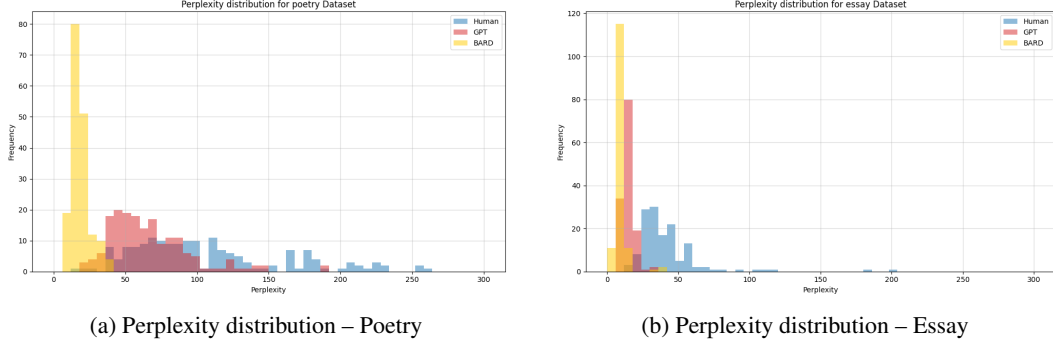 Perplexity distribution for poetry Dataset
80
70
60
50
40
30
20
10
0
Frequency
0 50 100 150 200 250 300
Perplexity
Human
GPT
BARD
(a) Perplexity distribution – Poetry
Perplexity distribution for essay Dataset
120
100
80
60
40
20
0
Frequency
0 50 100 150 200 250 300
Perplexity
Human
GPT
BARD
(b) Perplexity distribution – Essay